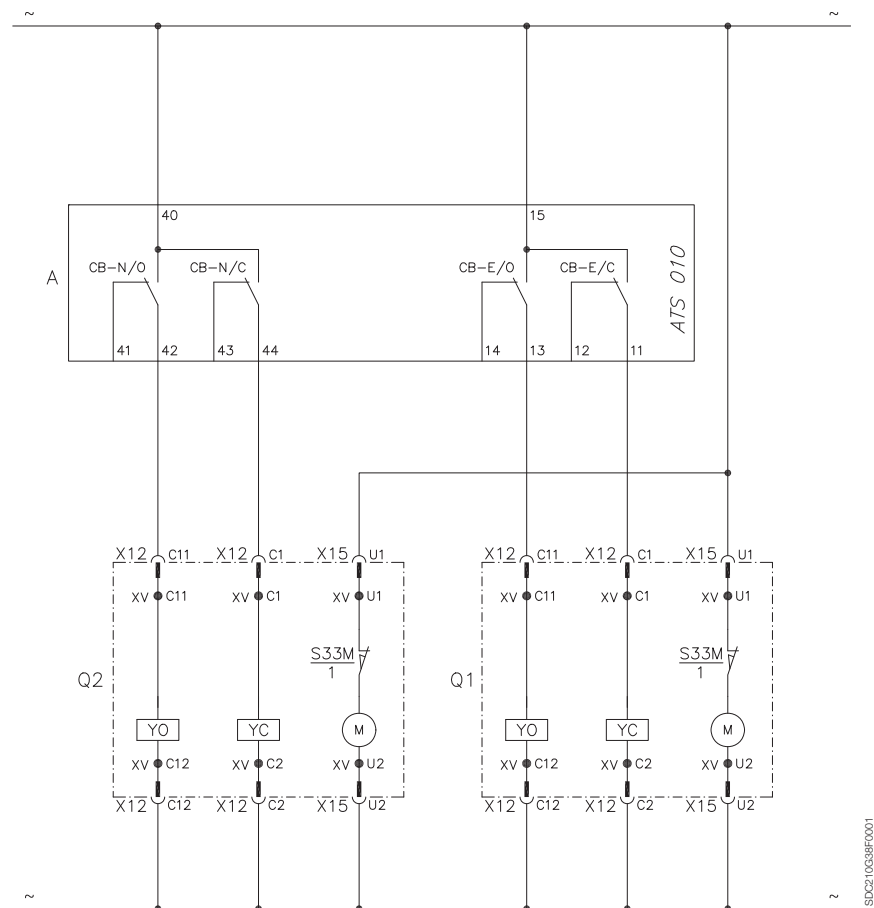 ~ ~
40 15
CB-N/O CB-N/C CB-E/O CB-E/C
A
ATS 010
41 42 43 44 14 13 12 11
X12 C11 X12 C1 X15 U1 X12 C11 X12 C1 X15 U1
XV C11 XV C1 XV U1 XV C11 XV C1 XV U1
S33M S33M
1 1
Q2 Q1
YO YC M YO YC M
XV C12 XV C2 XV U2 XV C12 XV C2 XV U2
X12 C12 X12 C2 X15 U2 X12 C12 X12 C2 X15 U2
~ ~
SDC210G38F0001